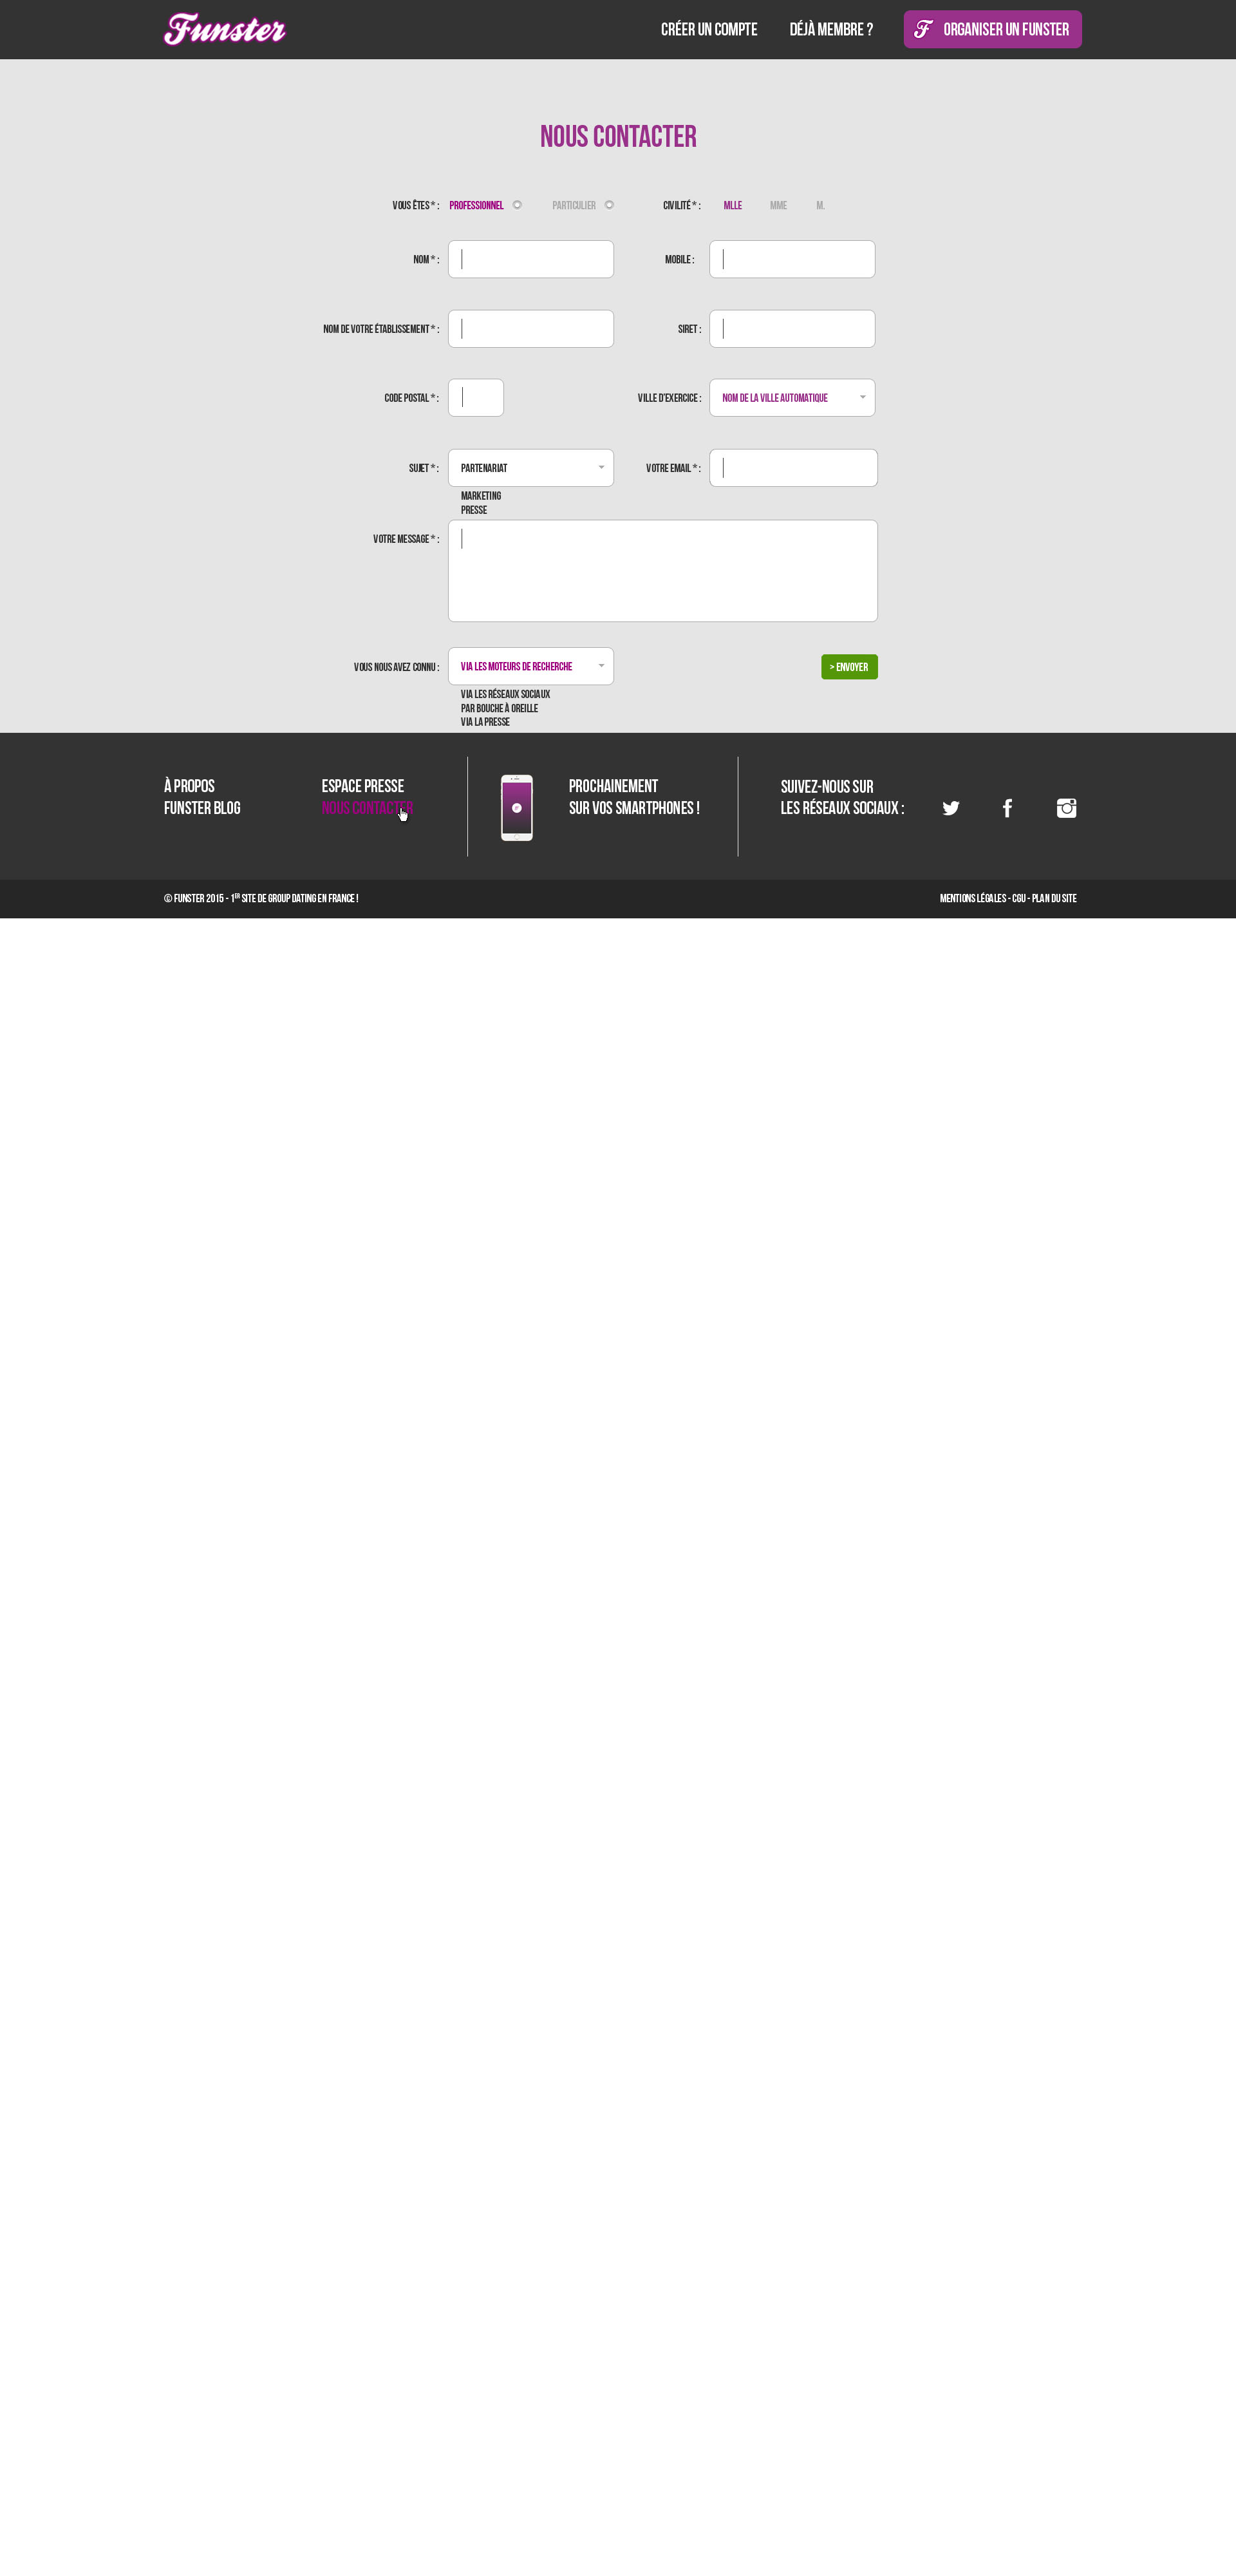 Funster
CRÉER UN COMPTE
DÉJÀ MEMBRE ?
F ORGANISER UN FUNSTER
NOUS CONTACTER
VOUS ÊTES * : PROFESSIONNEL PARTICULIER
CIVILITÉ * : MLLE MME M.
NOM * :
MOBILE :
NOM DE VOTRE ÉTABLISSEMENT * :
SIRET :
CODE POSTAL * :
VILLE D'EXERCICE : NOM DE LA VILLE AUTOMATIQUE
SUJET * : PARTENARIAT
VOTRE EMAIL * :
MARKETING
PRESSE
VOTRE MESSAGE * :
VOUS NOUS AVEZ CONNU : VIA LES MOTEURS DE RECHERCHE
> ENVOYER
VIA LES RÉSEAUX SOCIAUX
PAR BOUCHE À OREILLE
VIA LA PRESSE
À PROPOS
FUNSTER BLOG
ESPACE PRESSE
NOUS CONTACTER
PROCHAINEMENT
SUR VOS SMARTPHONES !
SUIVEZ-NOUS SUR
LES RÉSEAUX SOCIAUX :
© FUNSTER 2015 - 1ER SITE DE GROUP DATING EN FRANCE !
MENTIONS LÉGALES - CGU - PLAN DU SITE